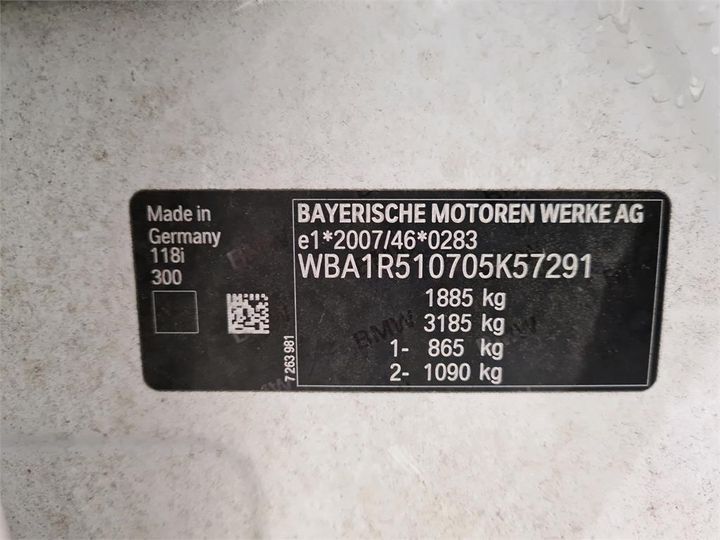 Made in
Germany
118i
300
7 263 981
BAYERISCHE MOTOREN WERKE AG
e1*2007/46*0283
WBA1R510705K57291
1885 kg
3185 kg
1- 865 kg
2- 1090 kg
BMW